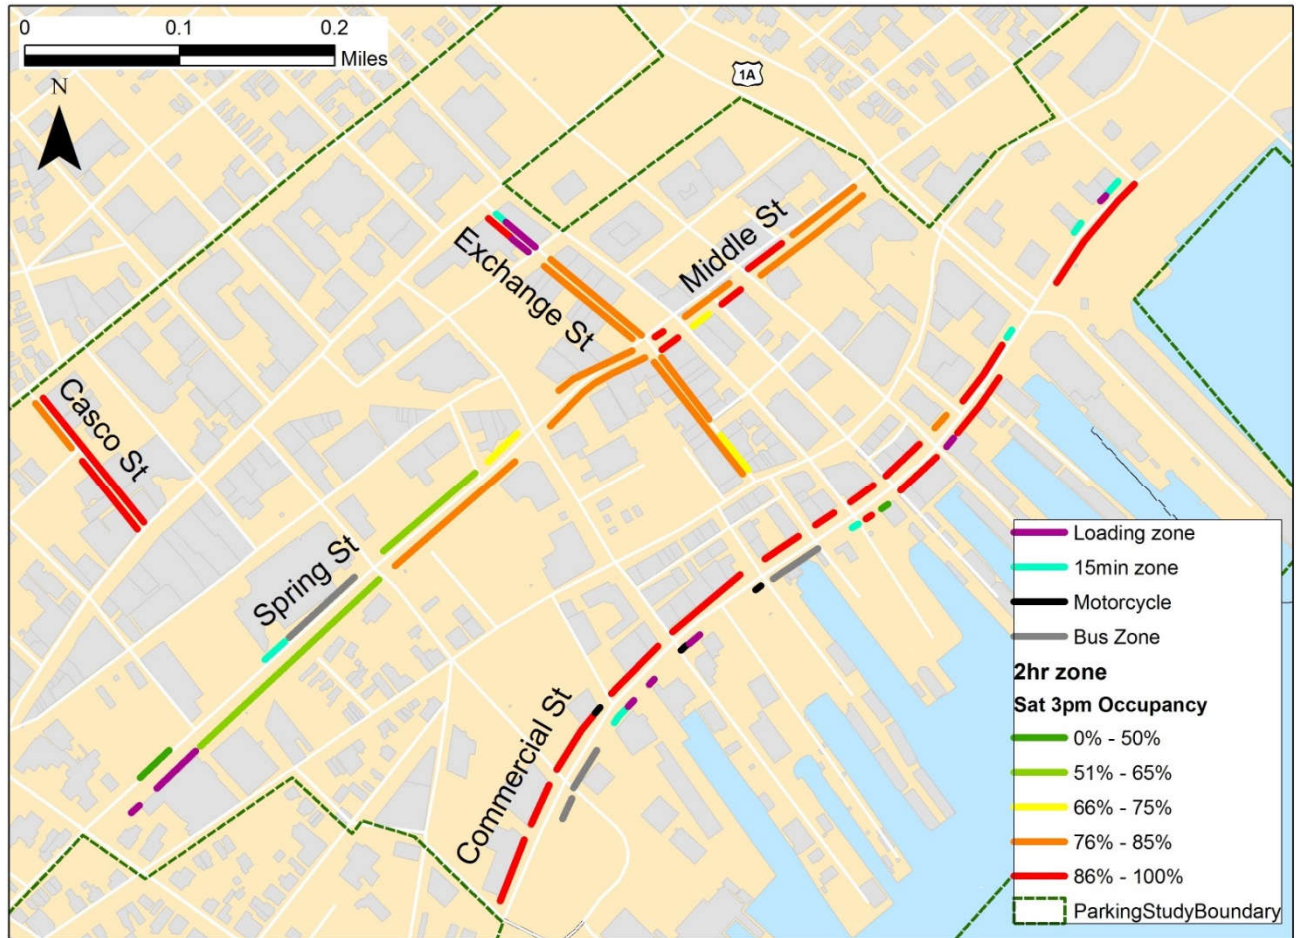 0 0.1 0.2
Miles
N
1A
Middle St
Exchange St
Casco St
Spring St
Commercial St
Loading zone
15min zone
Motorcycle
Bus Zone
2hr zone
Sat 3pm Occupancy
0% - 50%
51% - 65%
66% - 75%
76% - 85%
86% - 100%
ParkingStudyBoundary